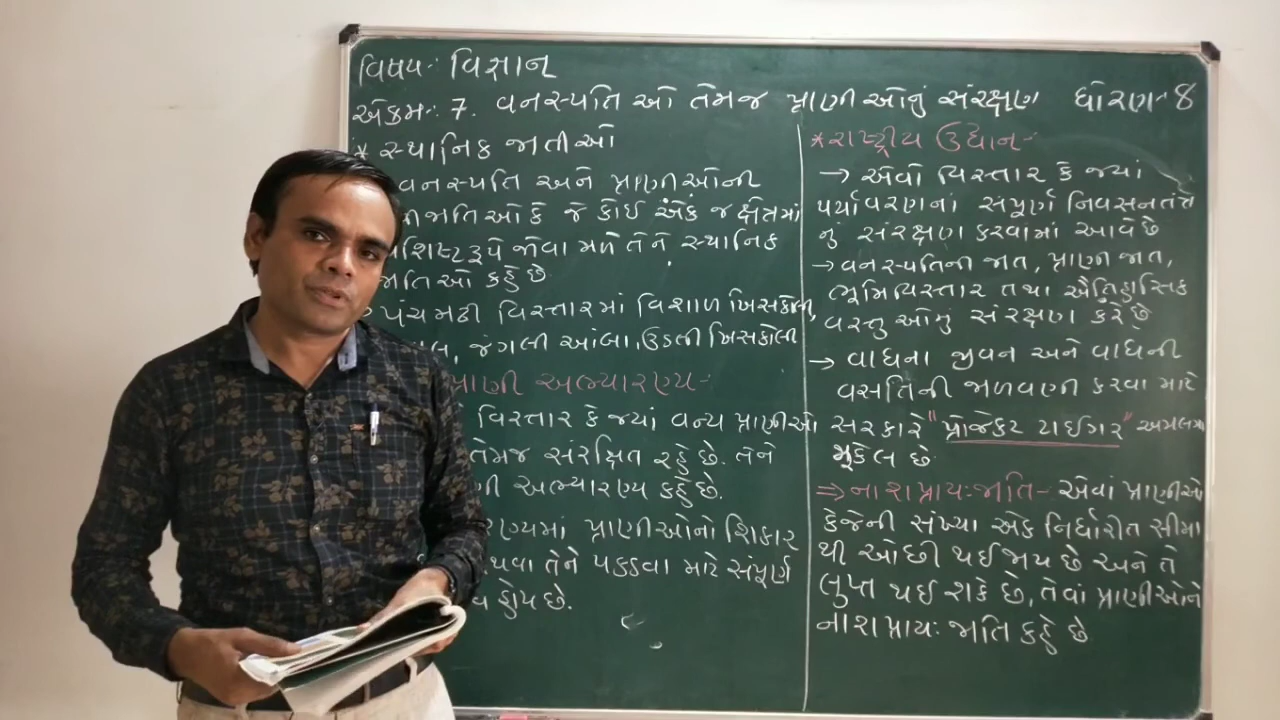 વિષય:- વિજ્ઞાન
એકમ:- 7. વનસ્પતિ ઓ તેમજ પ્રાણી ઓનું સંરક્ષણ ધોરણ:- 8
* સ્થાનિક જાતીઓ
વનસ્પતિ અને પ્રાણીઓની
જાતિઓ કે જે કોઈ એક જ ક્ષેત્રમાં
રૂપે જોવા મળે તેને સ્થાનિક
જાતિઓ કહે છે.
પંચમઢી વિસ્તારમાં વિશાળ ખિસકોલી,
જંગલી આંબા, ઉડતી ખિસકોલી
પ્રાણી અભ્યારણ્ય:-
વિસ્તાર કે જ્યાં વન્ય પ્રાણીઓ
તેમજ સંરક્ષિત રહે છે. તેને
અભ્યારણ્ય કહે છે.
પ્રાણીઓનો શિકાર
તેને પકડવા માટે સંપૂર્ણ
હોય છે.
* રાષ્ટ્રીય ઉદ્યાન:-
→ એવો વિસ્તાર કે જ્યાં
પર્યાવરણનાં સંપૂર્ણ નિવસનતંત્ર
નું સંરક્ષણ કરવામાં આવે છે
→ વનસ્પતિની જાત, પ્રાણી જાત,
ભૂમિવિસ્તાર તથા ઐતિહાસિક
વસ્તુઓનું સંરક્ષણ કરે છે
→ વાઘના જીવન અને વાઘની
વસતિની જાળવણી કરવા માટે
સરકારે "પ્રોજેકટ ટાઈગર" અમલમાં
મૂકેલ છે.
⇒ નાશપ્રાય: જાતિ - એવાં પ્રાણીઓ
કે જેની સંખ્યા એક નિર્ધારીત સીમા
થી ઓછી થઈ જાય છે અને તે
લુપ્ત થઈ શકે છે, તેવાં પ્રાણીઓને
નાશપ્રાય: જાતિ કહે છે